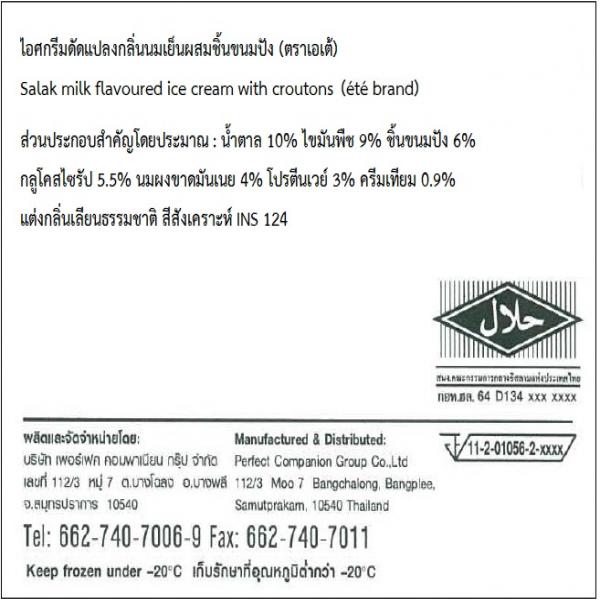 ไอศกรีมดัดแปลงกลิ่นนมเย็นผสมชิ้นขนมปัง (ตราเอเต้)
Salak milk flavoured ice cream with croutons (été brand)
ส่วนประกอบสำคัญโดยประมาณ : น้ำตาล 10% ไขมันพืช 9% ชิ้นขนมปัง 6%
กลูโคสไซรัป 5.5% นมผงขาดมันเนย 4% โปรตีนเวย์ 3% ครีมเทียม 0.9%
แต่งกลิ่นเลียนธรรมชาติ สีสังเคราะห์ INS 124
حلال
สนง.คณะกรรมการกลางอิสลามแห่งประเทศไทย
กอท.ฮล. 64 D134 xxx xxxx
ผลิตและจัดจำหน่ายโดย:
บริษัท เพอร์เฟค คอมพาเนียน กรุ๊ป จำกัด
เลขที่ 112/3 หมู่ 7 ต.บางโฉลง อ.บางพลี
จ.สมุทรปราการ 10540
Manufactured & Distributed:
Perfect Companion Group Co.,Ltd
112/3 Moo 7 Bangchalong, Bangplee,
Samutprakarn, 10540 Thailand
11-2-01056-2-xxxx
Tel: 662-740-7006-9 Fax: 662-740-7011
Keep frozen under -20°C เก็บรักษาที่อุณหภูมิต่ำกว่า -20°C